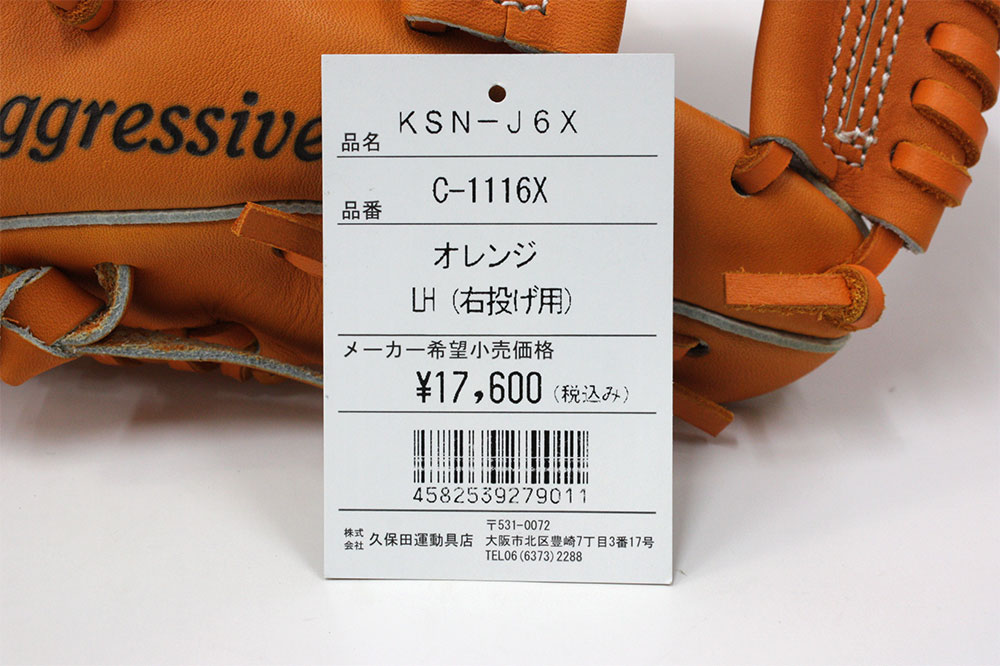 ggressive
品名 KSN-J6X
品番 C-1116X
オレンジ
LH (右投げ用)
メーカー希望小売価格
¥17,600 (税込み)
4582539279011
株式会社 久保田運動具店
〒531-0072
大阪市北区豊崎7丁目3番17号
TEL06(6373)2288